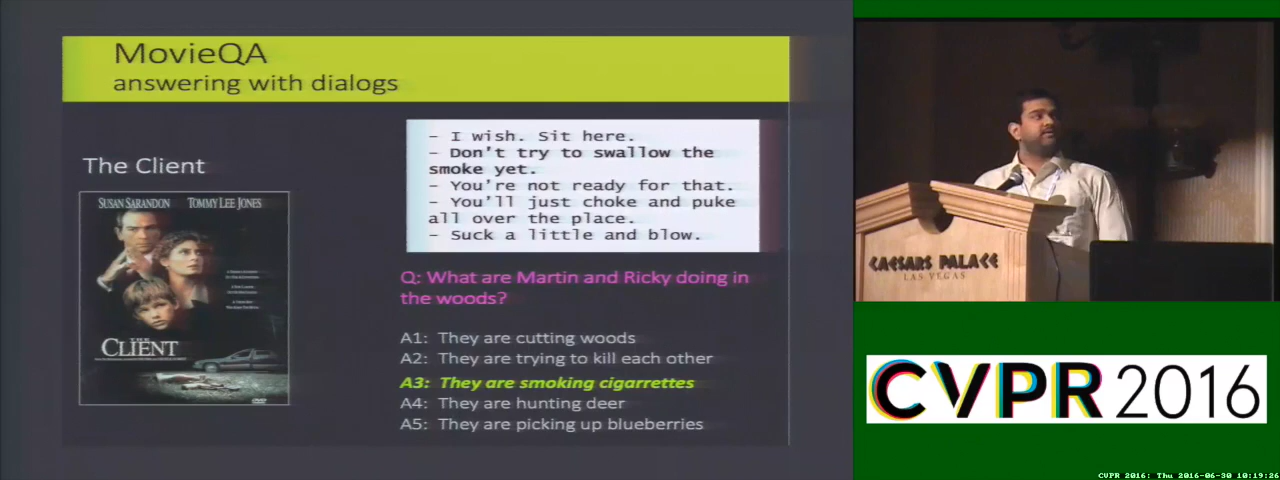 MovieQA
answering with dialogs
The Client
SUSAN SARANDON TOMMY LEE JONES
THE
CLIENT
– I wish. Sit here.
– Don't try to swallow the
smoke yet.
– You're not ready for that.
– You'll just choke and puke
all over the place.
– Suck a little and blow.
Q: What are Martin and Ricky doing in
the woods?
A1: They are cutting woods
A2: They are trying to kill each other
A3: They are smoking cigarrettes
A4: They are hunting deer
A5: They are picking up blueberries
CAESARS PALACE
LAS VEGAS
CVPR 2016
CVPR 2016: Thu 2016-06-30 10:19:26